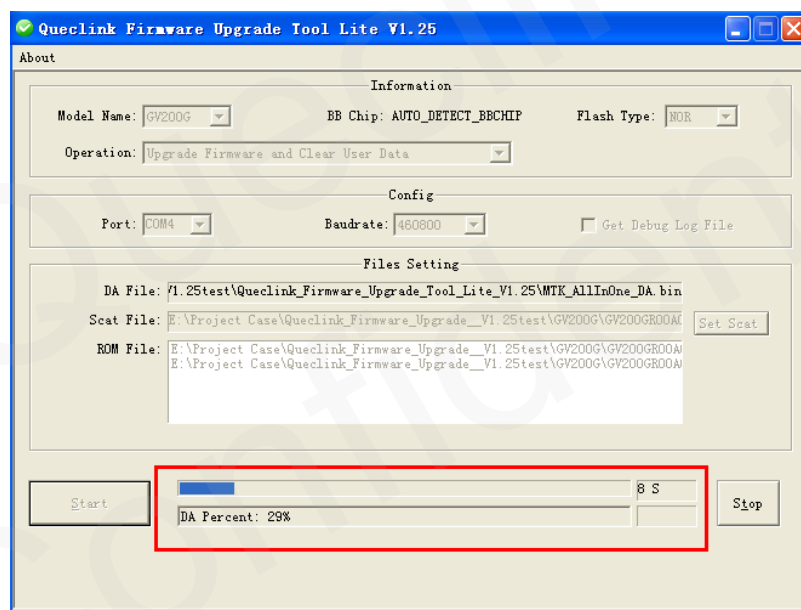 Queclink Firmware Upgrade Tool Lite V1.25
About
Information
Model Name: GV200G BB Chip: AUTO_DETECT_BBCHIP Flash Type: NOR
Operation: Upgrade Firmware and Clear User Data
Config
Port: COM4 Baudrate: 460800 Get Debug Log File
Files Setting
DA File: /1.25test\Queclink_Firmware_Upgrade_Tool_Lite_V1.25\MTK_AllInOne_DA.bin
Scat File: E:\Project Case\Queclink_Firmware_Upgrade__V1.25test\GV200G\GV200GR00A Set Scat
ROM File: E:\Project Case\Queclink_Firmware_Upgrade__V1.25test\GV200G\GV200GR00A
E:\Project Case\Queclink_Firmware_Upgrade__V1.25test\GV200G\GV200GR00A
8 S
Start Stop
DA Percent: 29%